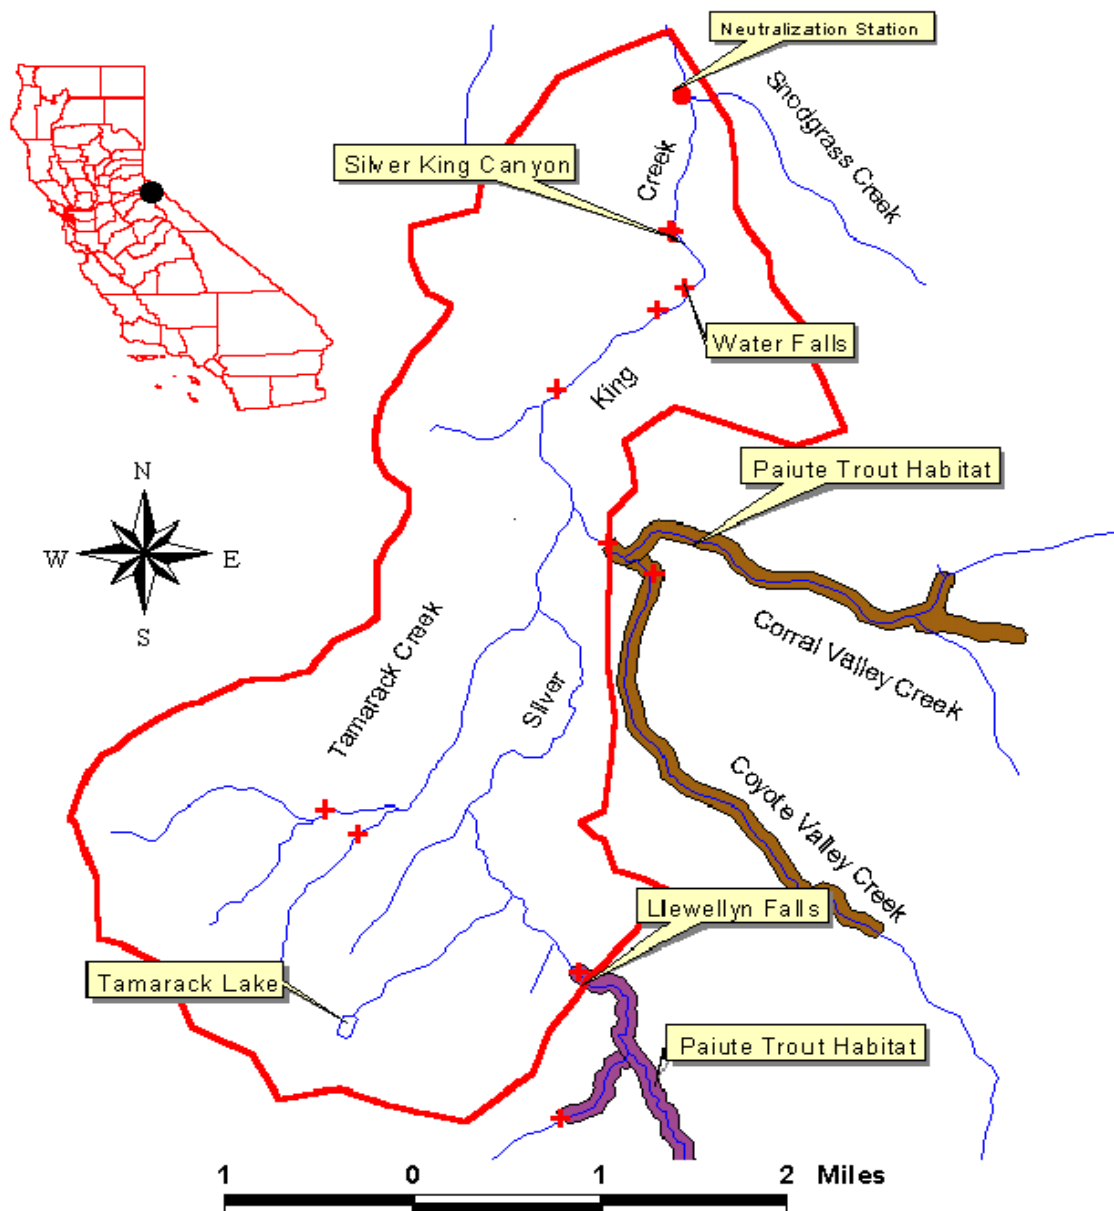 Neutralization Station
Snodgrass Creek
Silver King Canyon
Creek
Water Falls
King
Paiute Trout Habitat
N
W
E
S
Corral Valley Creek
Tamarack Creek
Silver
Coyote Valley Creek
Llewellyn Falls
Tamarack Lake
Paiute Trout Habitat
1 0 1 2 Miles